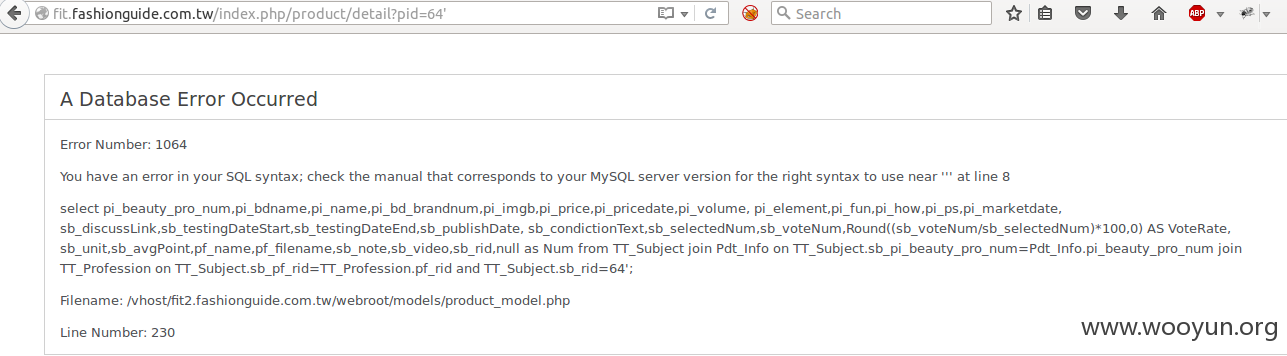 fit.fashionguide.com.tw/index.php/product/detail?pid=64'
Search
ABP
A Database Error Occurred
Error Number: 1064
You have an error in your SQL syntax; check the manual that corresponds to your MySQL server version for the right syntax to use near ''' at line 8
select pi_beauty_pro_num,pi_bdname,pi_name,pi_bd_brandnum,pi_imgb,pi_price,pi_pricedate,pi_volume, pi_element,pi_fun,pi_how,pi_ps,pi_marketdate,
sb_discussLink,sb_testingDateStart,sb_testingDateEnd,sb_publishDate, sb_condictionText,sb_selectedNum,sb_voteNum,Round((sb_voteNum/sb_selectedNum)*100,0) AS VoteRate,
sb_unit,sb_avgPoint,pf_name,pf_filename,sb_note,sb_video,sb_rid,null as Num from TT_Subject join Pdt_Info on TT_Subject.sb_pi_beauty_pro_num=Pdt_Info.pi_beauty_pro_num join
TT_Profession on TT_Subject.sb_pf_rid=TT_Profession.pf_rid and TT_Subject.sb_rid=64';
Filename: /vhost/fit2.fashionguide.com.tw/webroot/models/product_model.php
Line Number: 230
www.wooyun.org